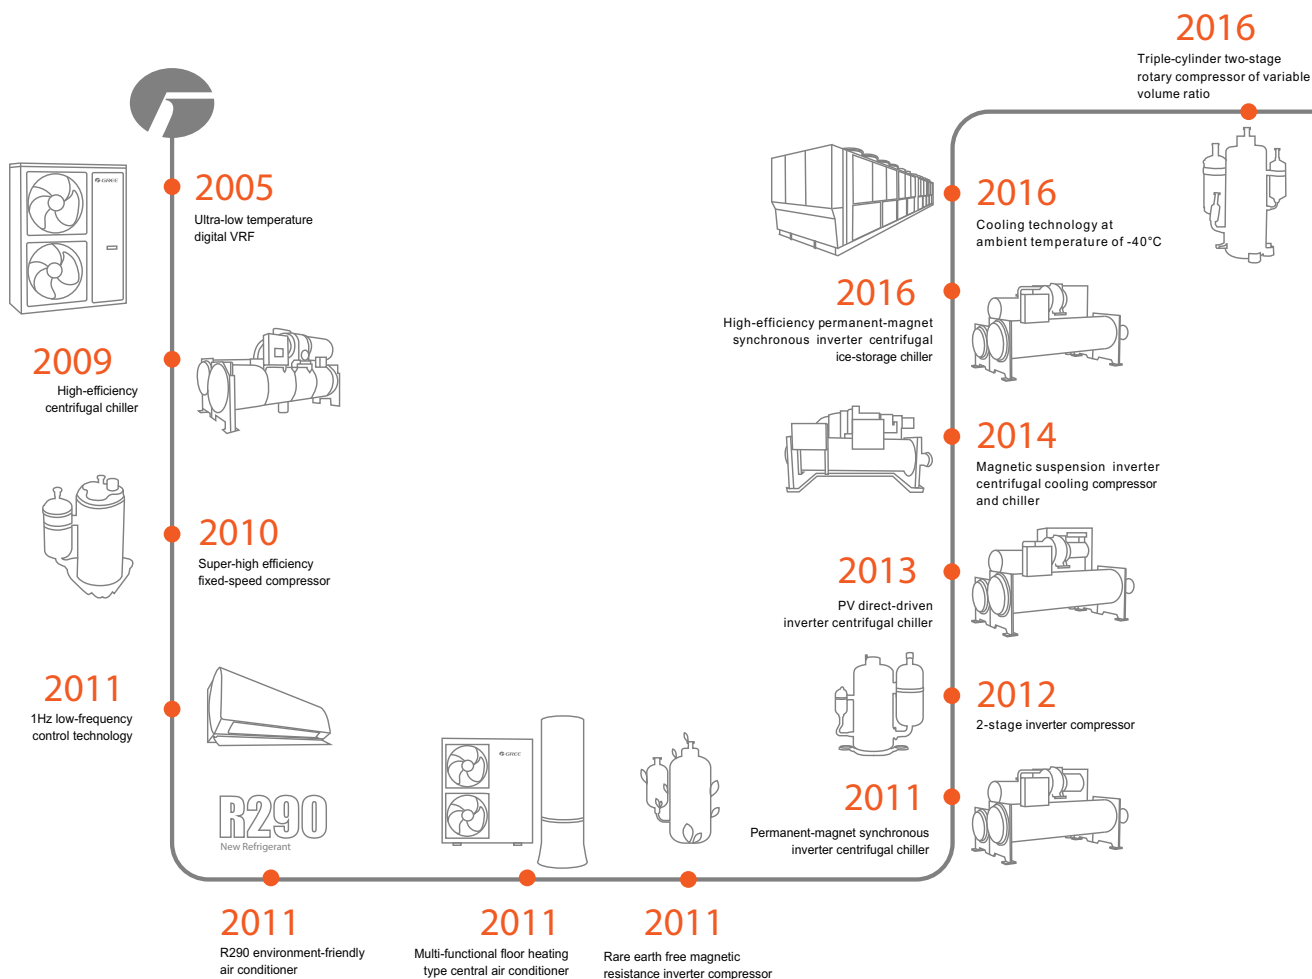 GREE
2005
Ultra-low temperature
digital VRF
2009
High-efficiency
centrifugal chiller
2010
Super-high efficiency
fixed-speed compressor
2011
1Hz low-frequency
control technology
R290
New Refrigerant
2011
R290 environment-friendly
air conditioner
GREE
2011
Multi-functional floor heating
type central air conditioner
2011
Rare earth free magnetic
resistance inverter compressor
2011
Permanent-magnet synchronous
inverter centrifugal chiller
2012
2-stage inverter compressor
2013
PV direct-driven
inverter centrifugal chiller
2014
Magnetic suspension inverter
centrifugal cooling compressor
and chiller
2016
High-efficiency permanent-magnet
synchronous inverter centrifugal
ice-storage chiller
2016
Cooling technology at
ambient temperature of -40°C
2016
Triple-cylinder two-stage
rotary compressor of variable
volume ratio